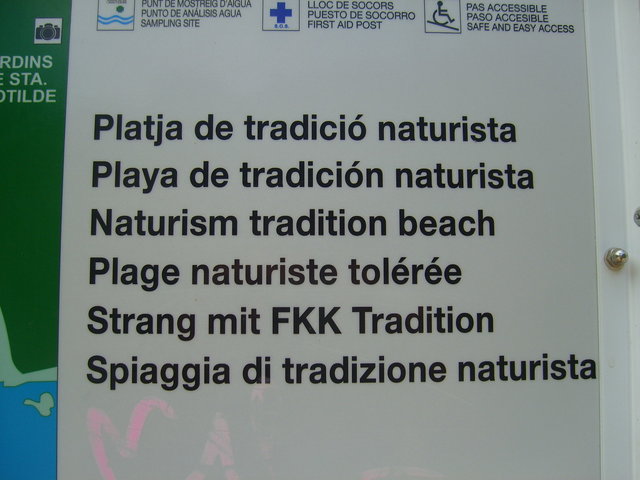 PUNT DE MOSTREIG D'AIGUA
PUNTO DE ANÁLISIS AGUA
SAMPLING SITE
S.O.S.
LLOC DE SOCORS
PUESTO DE SOCORRO
FIRST AID POST
PAS ACCESSIBLE
PASO ACCESIBLE
SAFE AND EASY ACCESS
RDINS
STA.
OTILDE
Platja de tradició naturista
Playa de tradición naturista
Naturism tradition beach
Plage naturiste tolérée
Strang mit FKK Tradition
Spiaggia di tradizione naturista